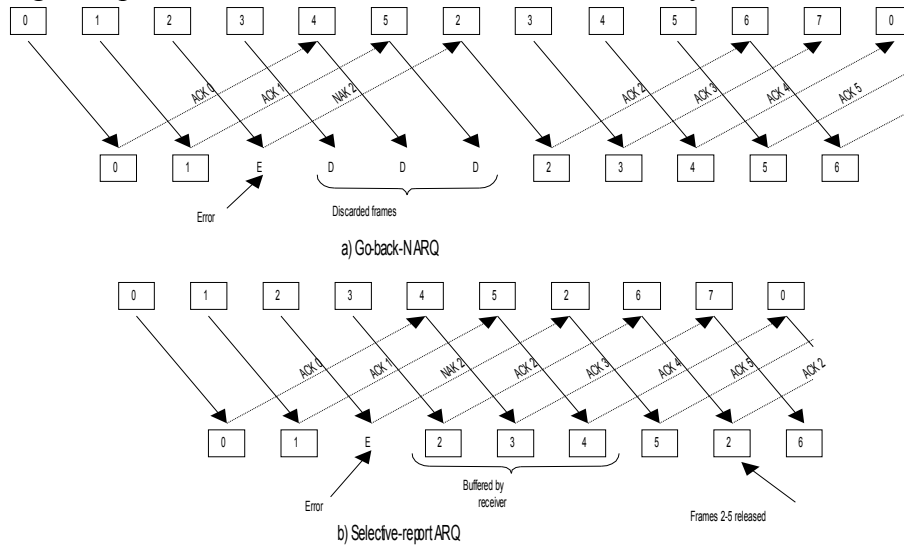 0 1 2 3 4 5 2 3 4 5 6 7 0
ACK 0 ACK 1 NAK 2 ACK 2 ACK 3 ACK 4 ACK 5
0 1 E D D D 2 3 4 5 6
Error
Discarded frames
a) Go-back-N ARQ
0 1 2 3 4 5 2 6 7 0
ACK 0 ACK 1 NAK 2 ACK 2 ACK 3 ACK 4 ACK 5 ACK 2
0 1 E 2 3 4 5 2 6
Buffered by
receiver
Error
Frames 2-5 released
b) Selective-report ARQ